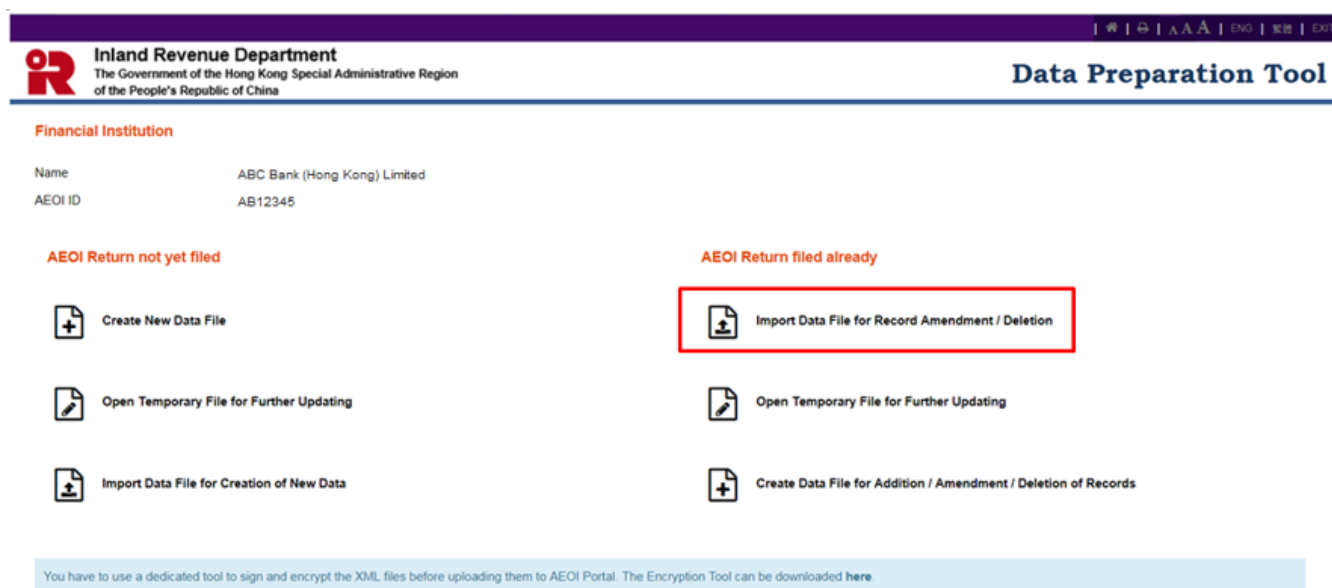 | | | A A A | ENG | 繁體 | EXIT
Inland Revenue Department
The Government of the Hong Kong Special Administrative Region
of the People's Republic of China
Data Preparation Tool
Financial Institution
Name ABC Bank (Hong Kong) Limited
AEOI ID AB12345
AEOI Return not yet filed
AEOI Return filed already
Create New Data File
Import Data File for Record Amendment / Deletion
Open Temporary File for Further Updating
Open Temporary File for Further Updating
Import Data File for Creation of New Data
Create Data File for Addition / Amendment / Deletion of Records
You have to use a dedicated tool to sign and encrypt the XML files before uploading them to AEOI Portal. The Encryption Tool can be downloaded here.